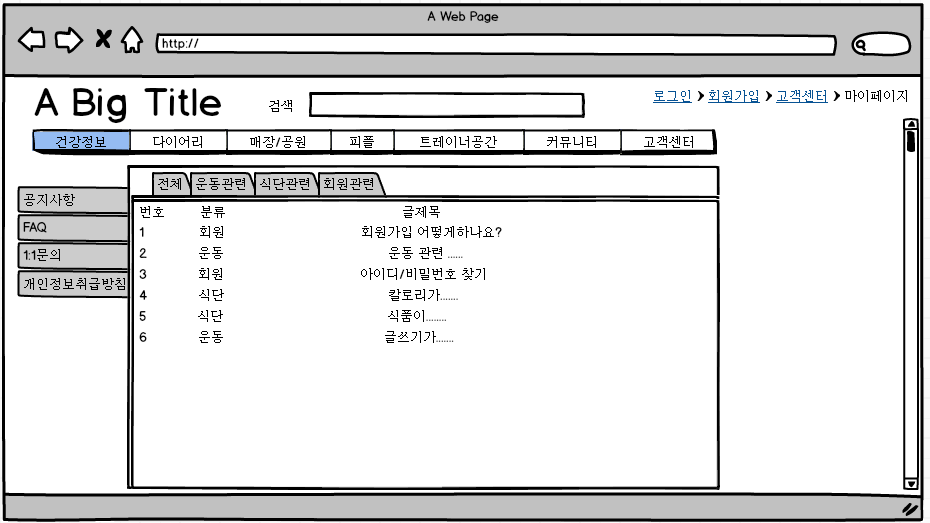 A Web Page
http://
A Big Title 검색 로그인 회원가입 고객센터 마이페이지
건강정보 다이어리 매장/공원 피플 트레이너공간 커뮤니티 고객센터
전체 운동관련 식단관련 회원관련
공지사항
FAQ
1:1문의
개인정보취급방침
번호 분류 글제목
1 회원 회원가입 어떻게하나요?
2 운동 운동 관련 ......
3 회원 아이디/비밀번호 찾기
4 식단 칼로리가.......
5 식단 식품이........
6 운동 글쓰기가.......